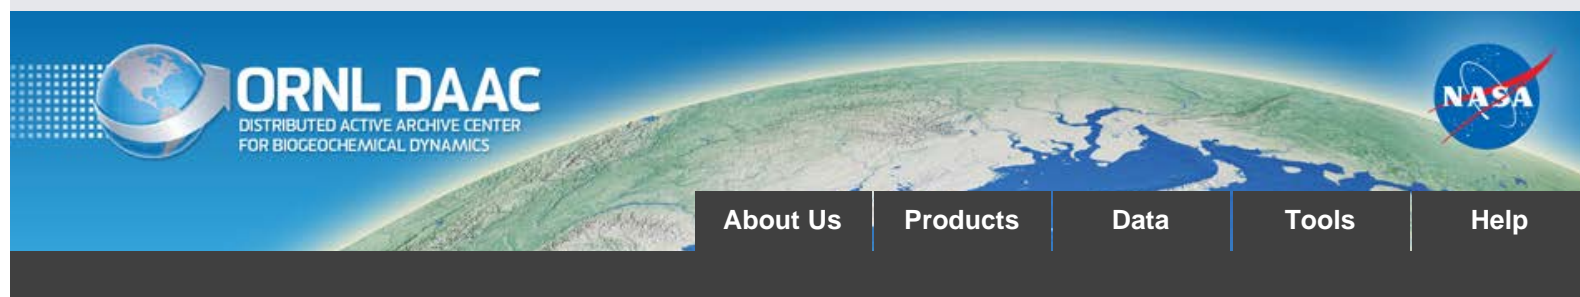 ORNL DAAC
DISTRIBUTED ACTIVE ARCHIVE CENTER
FOR BIOGEOCHEMICAL DYNAMICS
NASA
About Us Products Data Tools Help